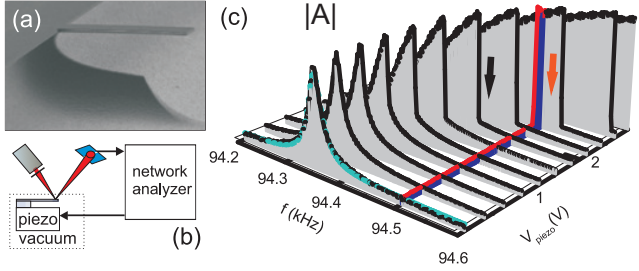 (a)
(b)
network
analyzer
piezo
vacuum
(c)
|A|
94.2
94.3
94.4
94.5
94.6
f (kHz)
1
2
V piezo (V)